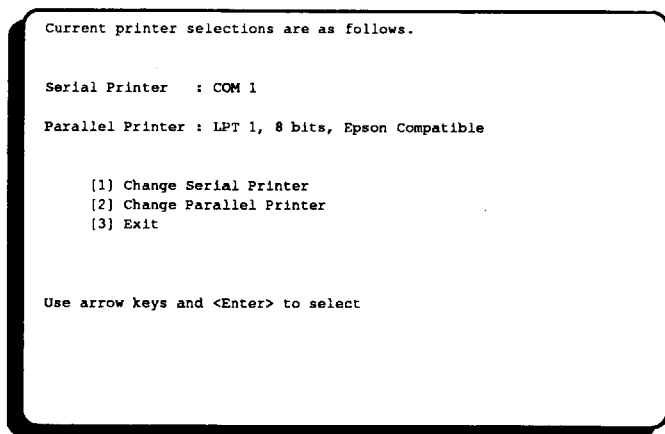 Current printer selections are as follows.
Serial Printer : COM 1
Parallel Printer : LPT 1, 8 bits, Epson Compatible
[1] Change Serial Printer
[2] Change Parallel Printer
[3] Exit
Use arrow keys and <Enter> to select